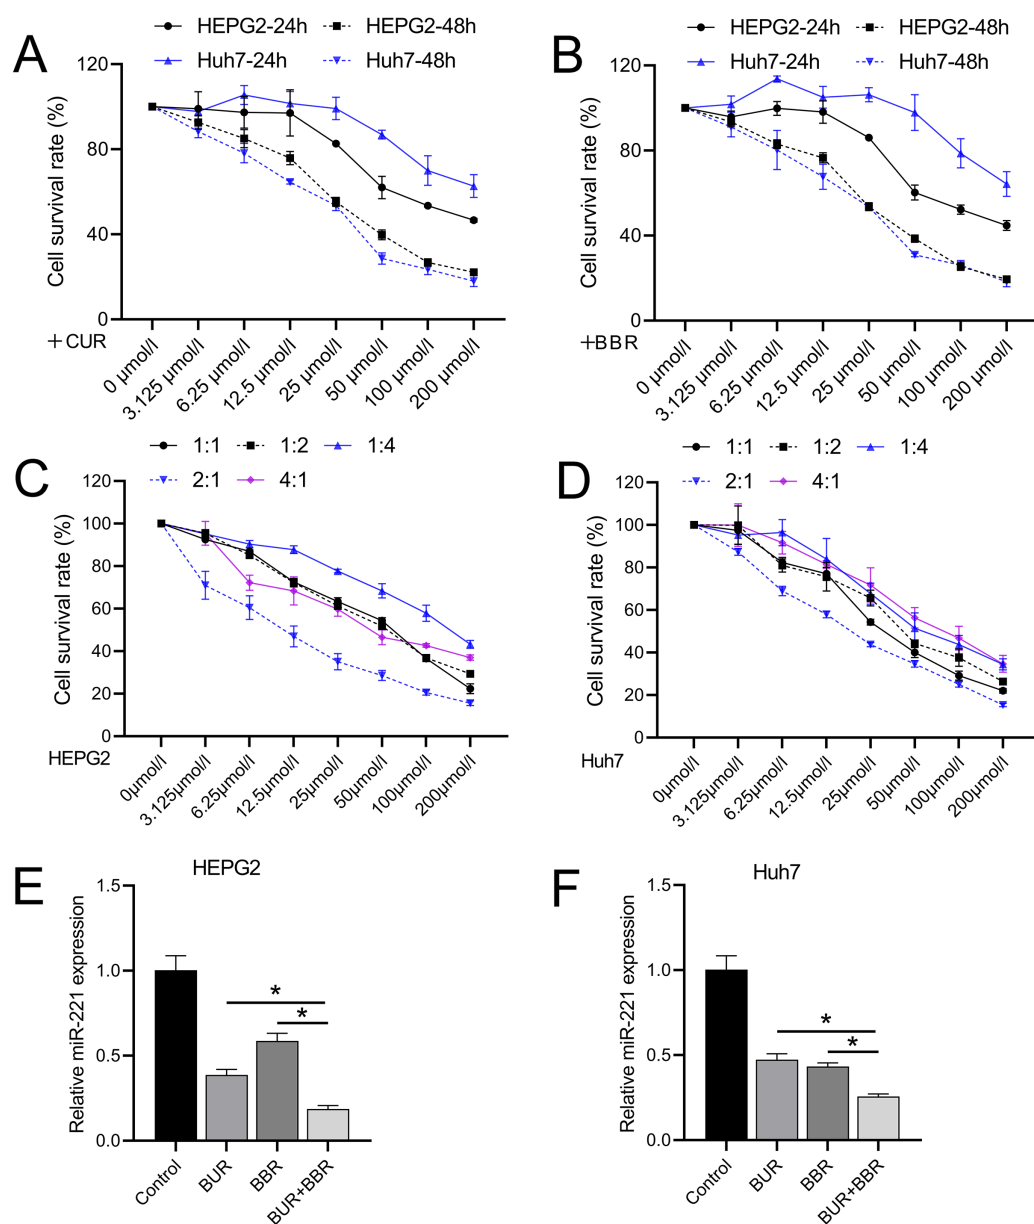 A
HEPG2-24h HEPG2-48h
Huh7-24h Huh7-48h
Cell survival rate (%)
120
80
40
0
+CUR
0 μmol/l
3.125 μmol/l
6.25 μmol/l
12.5 μmol/l
25 μmol/l
50 μmol/l
100 μmol/l
200 μmol/l
B
HEPG2-24h HEPG2-48h
Huh7-24h Huh7-48h
Cell survival rate (%)
120
80
40
0
+BBR
0 μmol/l
3.125 μmol/l
6.25 μmol/l
12.5 μmol/l
25 μmol/l
50 μmol/l
100 μmol/l
200 μmol/l
C
1:1 1:2 1:4
2:1 4:1
Cell survival rate (%)
120
100
80
60
40
20
0
HEPG2
0μmol/l
3.125μmol/l
6.25μmol/l
12.5μmol/l
25μmol/l
50μmol/l
100μmol/l
200μmol/l
D
1:1 1:2 1:4
2:1 4:1
Cell survival rate (%)
120
100
80
60
40
20
0
Huh7
0μmol/l
3.125μmol/l
6.25μmol/l
12.5μmol/l
25μmol/l
50μmol/l
100μmol/l
200μmol/l
E
HEPG2
Relative miR-221 expression
1.5
1.0
0.5
0.0
*
*
Control
BUR
BBR
BUR+BBR
F
Huh7
Relative miR-221 expression
1.5
1.0
0.5
0.0
*
*
Control
BUR
BBR
BUR+BBR